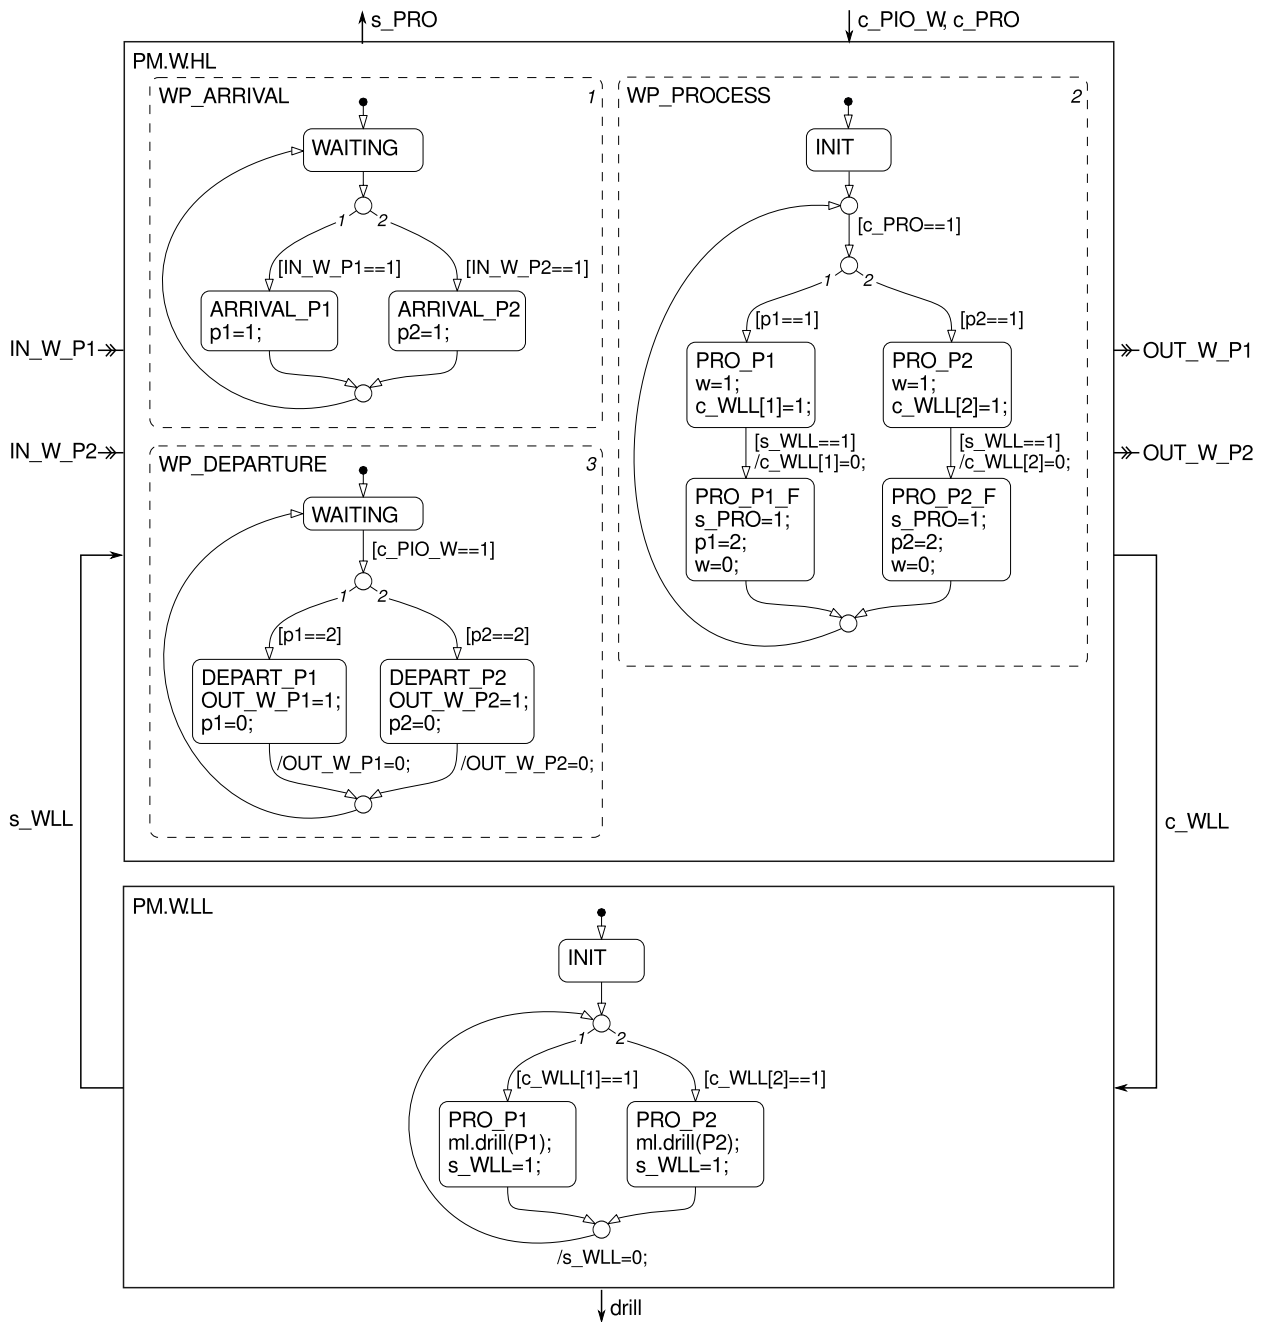 s_PRO
c_PIO_W, c_PRO
PM.W.HL
WP_ARRIVAL
1
WAITING
1
2
[IN_W_P1==1]
[IN_W_P2==1]
ARRIVAL_P1
p1=1;
ARRIVAL_P2
p2=1;
WP_PROCESS
2
INIT
[c_PRO==1]
1
2
[p1==1]
[p2==1]
PRO_P1
w=1;
c_WLL[1]=1;
PRO_P2
w=1;
c_WLL[2]=1;
[s_WLL==1]
/c_WLL[1]=0;
[s_WLL==1]
/c_WLL[2]=0;
PRO_P1_F
s_PRO=1;
p1=2;
w=0;
PRO_P2_F
s_PRO=1;
p2=2;
w=0;
IN_W_P1
IN_W_P2
OUT_W_P1
OUT_W_P2
WP_DEPARTURE
3
WAITING
[c_PIO_W==1]
1
2
[p1==2]
[p2==2]
DEPART_P1
OUT_W_P1=1;
p1=0;
DEPART_P2
OUT_W_P2=1;
p2=0;
/OUT_W_P1=0;
/OUT_W_P2=0;
s_WLL
c_WLL
PM.W.LL
INIT
1
2
[c_WLL[1]==1]
[c_WLL[2]==1]
PRO_P1
ml.drill(P1);
s_WLL=1;
PRO_P2
ml.drill(P2);
s_WLL=1;
/s_WLL=0;
drill